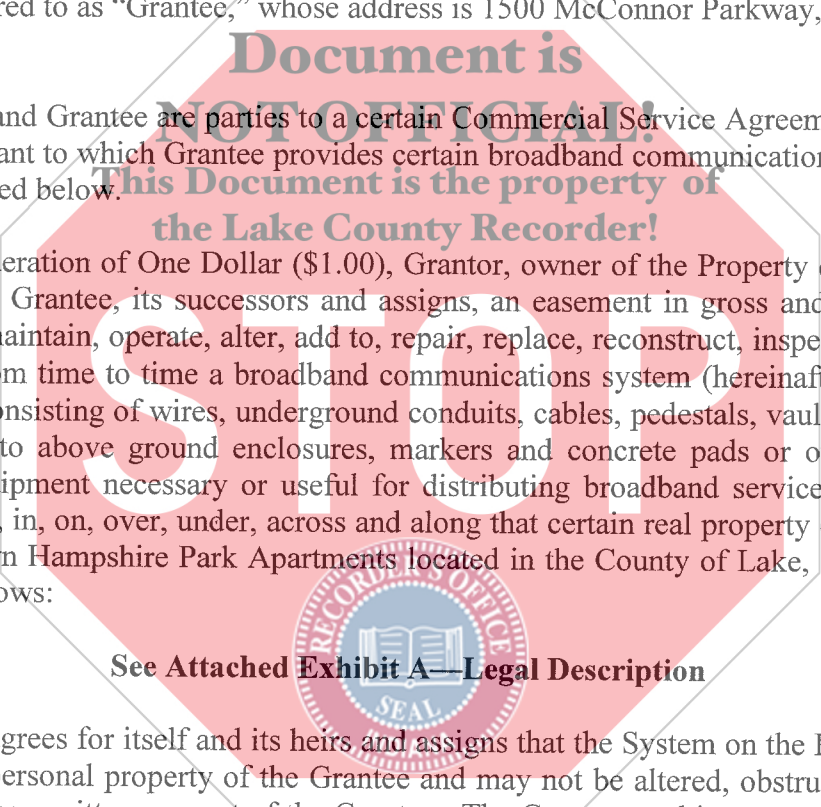 red to as “Grantee,” whose address is 1500 McConnor Parkway,
Document is
NOT OFFICIAL!
and Grantee are parties to a certain Commercial Service Agreem
ant to which Grantee provides certain broadband communication
This Document is the property of
ed below.
the Lake County Recorder!
eration of One Dollar ($1.00), Grantor, owner of the Property
Grantee, its successors and assigns, an easement in gross and
aintain, operate, alter, add to, repair, replace, reconstruct, inspe
om time to time a broadband communications system (hereinaft
onsisting of wires, underground conduits, cables, pedestals, vaul
to above ground enclosures, markers and concrete pads or o
ipment necessary or useful for distributing broadband service
, in, on, over, under, across and along that certain real property
n Hampshire Park Apartments located in the County of Lake,
ows:
STOP
RECORDER'S OFFICE
See Attached Exhibit A—Legal Description
SEAL
grees for itself and its heirs and assigns that the System on the
ersonal property of the Grantee and may not be altered, obstru